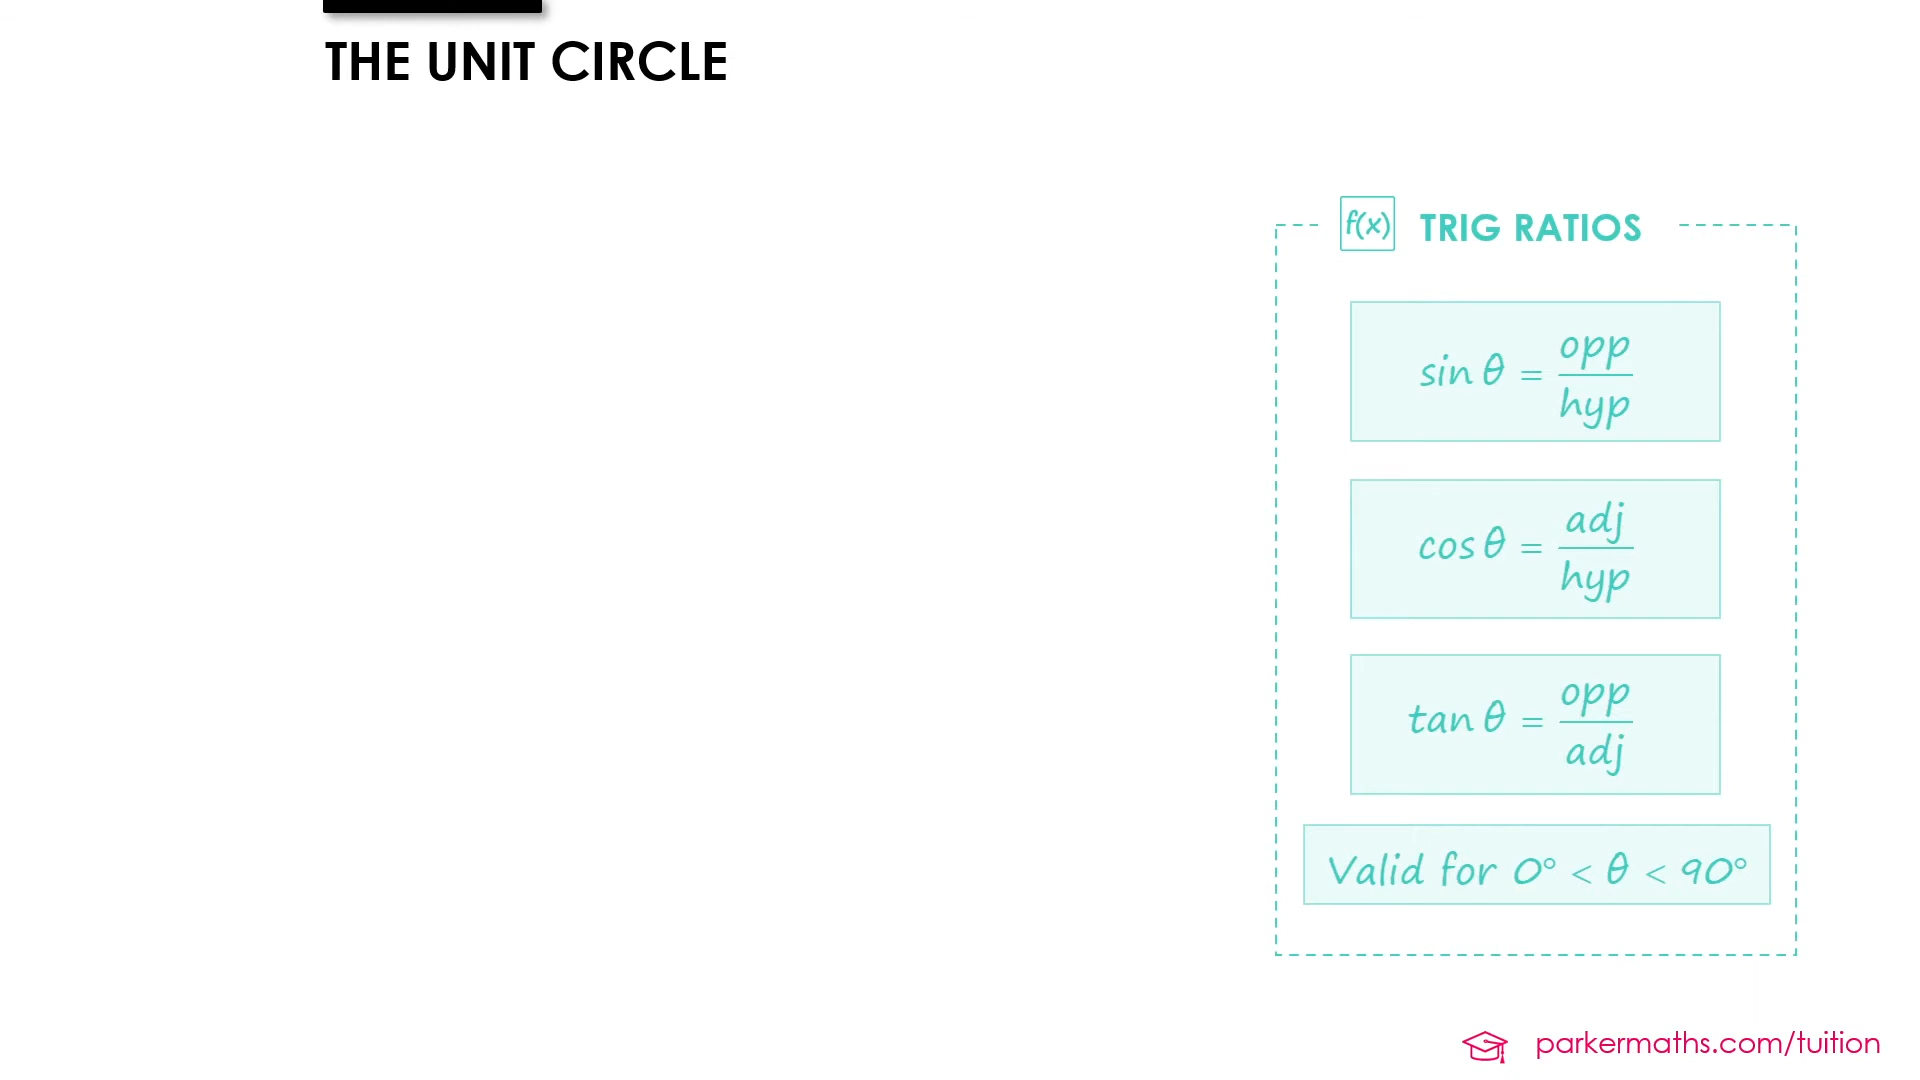 THE UNIT CIRCLE
f(x) TRIG RATIOS
sin θ = opp/hyp
cos θ = adj/hyp
tan θ = opp/adj
Valid for 0° < θ < 90°
parkermaths.com/tuition